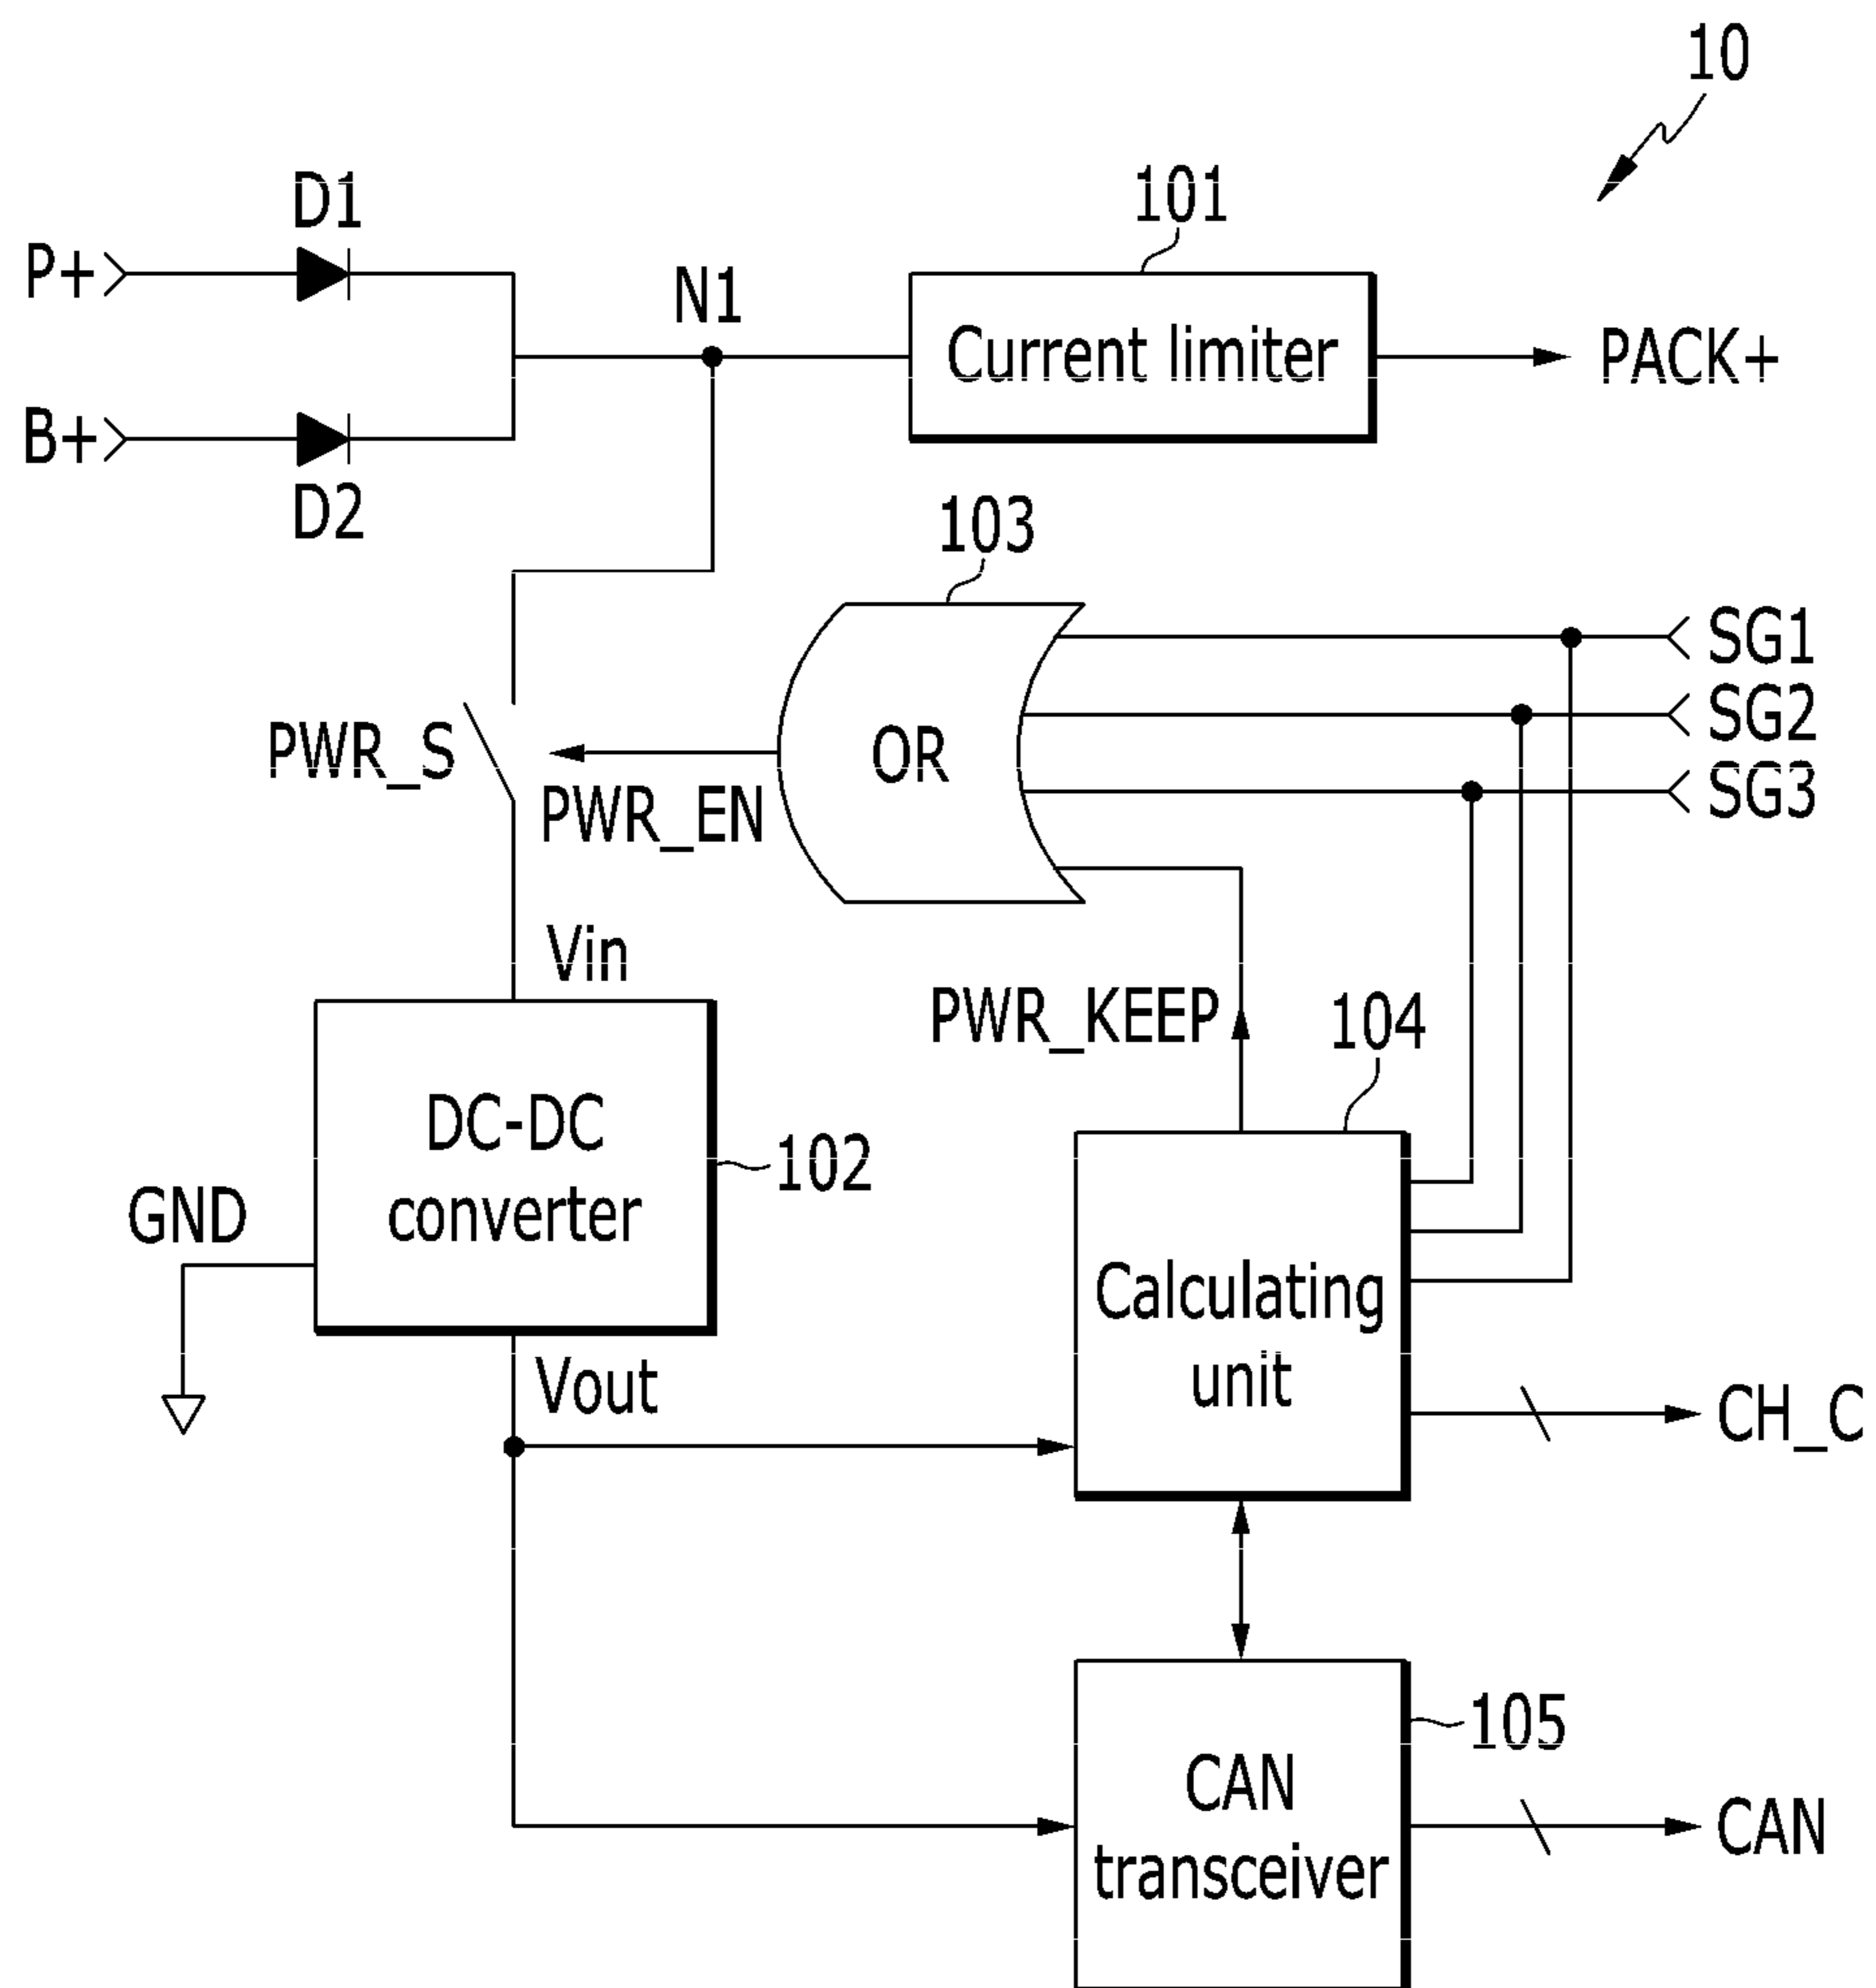 10
D1
101
P+
N1
Current limiter
PACK+
B+
D2
103
SG1
OR
SG2
PWR_S
SG3
PWR_EN
Vin
PWR_KEEP
104
DC-DC
converter
102
GND
Calculating
unit
Vout
CH_C
105
CAN
transceiver
CAN